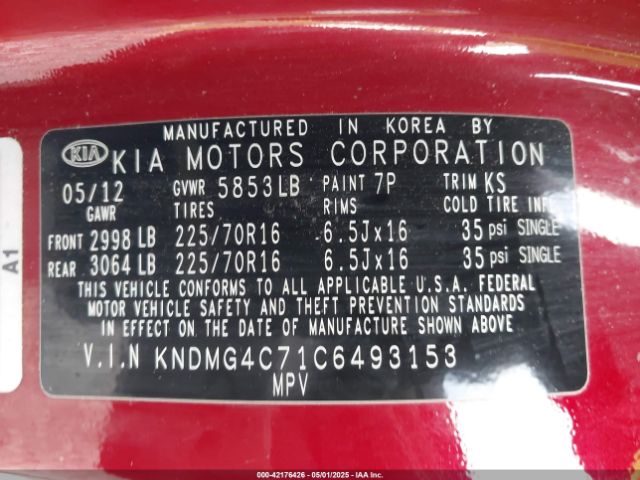 MANUFACTURED IN KOREA BY
KIA KIA MOTORS CORPORATION
05/12 GVWR 5853LB PAINT 7P TRIM KS
GAWR TIRES RIMS COLD TIRE INF
FRONT 2998 LB 225/70R16 6.5Jx16 35 psi SINGLE
REAR 3064 LB 225/70R16 6.5Jx16 35 psi SINGLE
THIS VEHICLE CONFORMS TO ALL APPLICABLE U.S.A. FEDERAL
MOTOR VEHICLE SAFETY AND THEFT PREVENTION STANDARDS
IN EFFECT ON THE DATE OF MANUFACTURE SHOWN ABOVE
V.I.N KNDMG4C71C6493153
MPV
A1
000-42176426 - 05/01/2025 - IAA Inc.